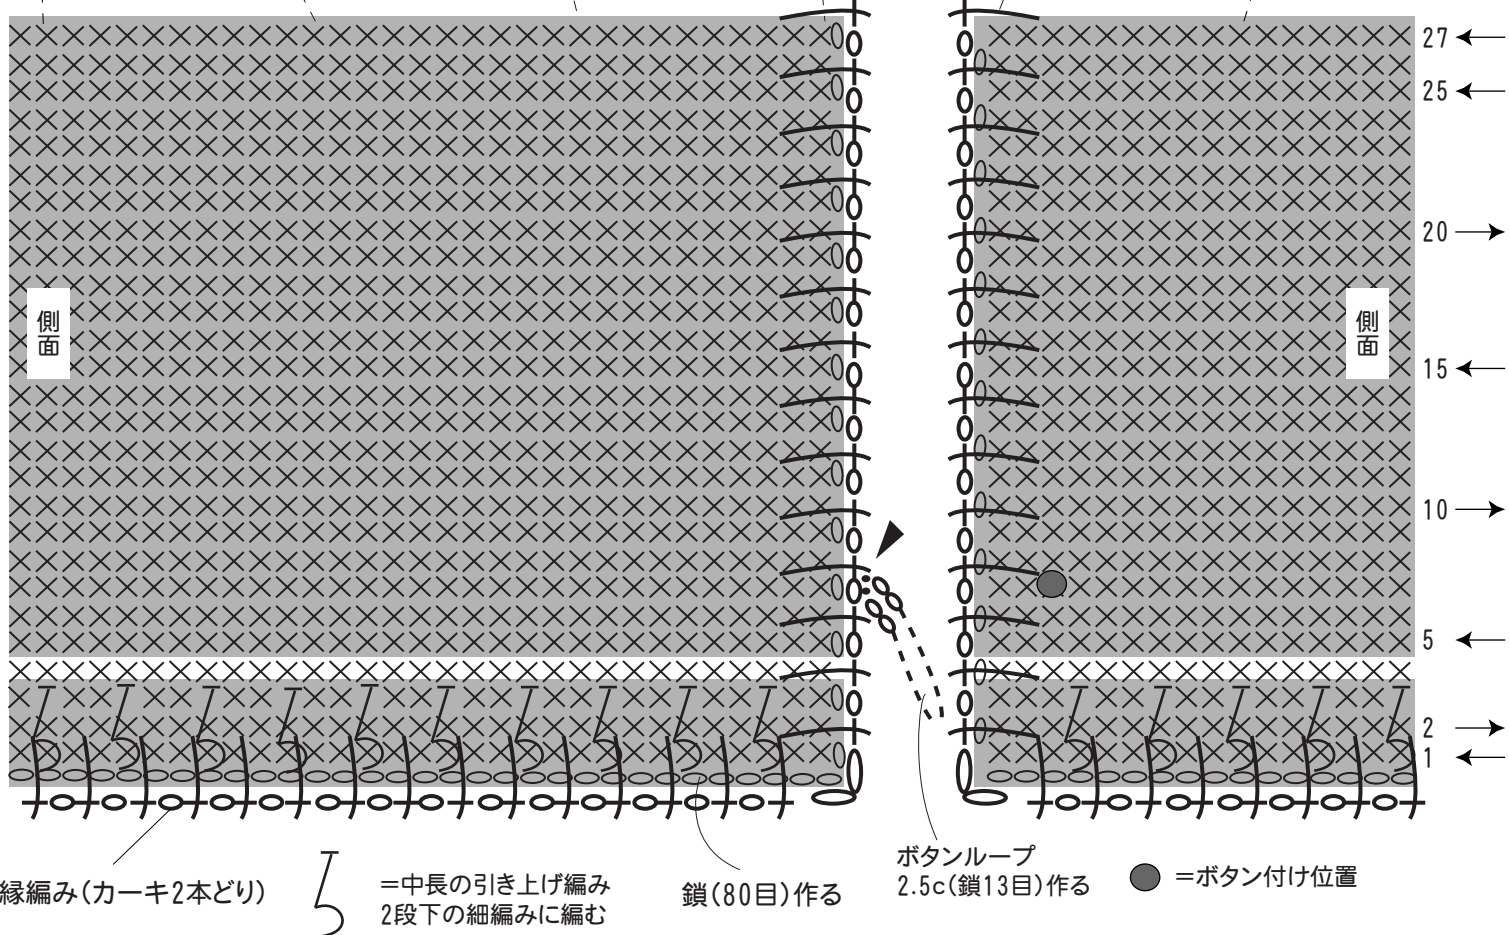 27
25
20
側面
側面
15
10
5
2
1
縁編み(カーキ2本どり)
=中長の引き上げ編み
2段下の細編みに編む
鎖(80目)作る
ボタンループ
2.5c(鎖13目)作る
=ボタン付け位置